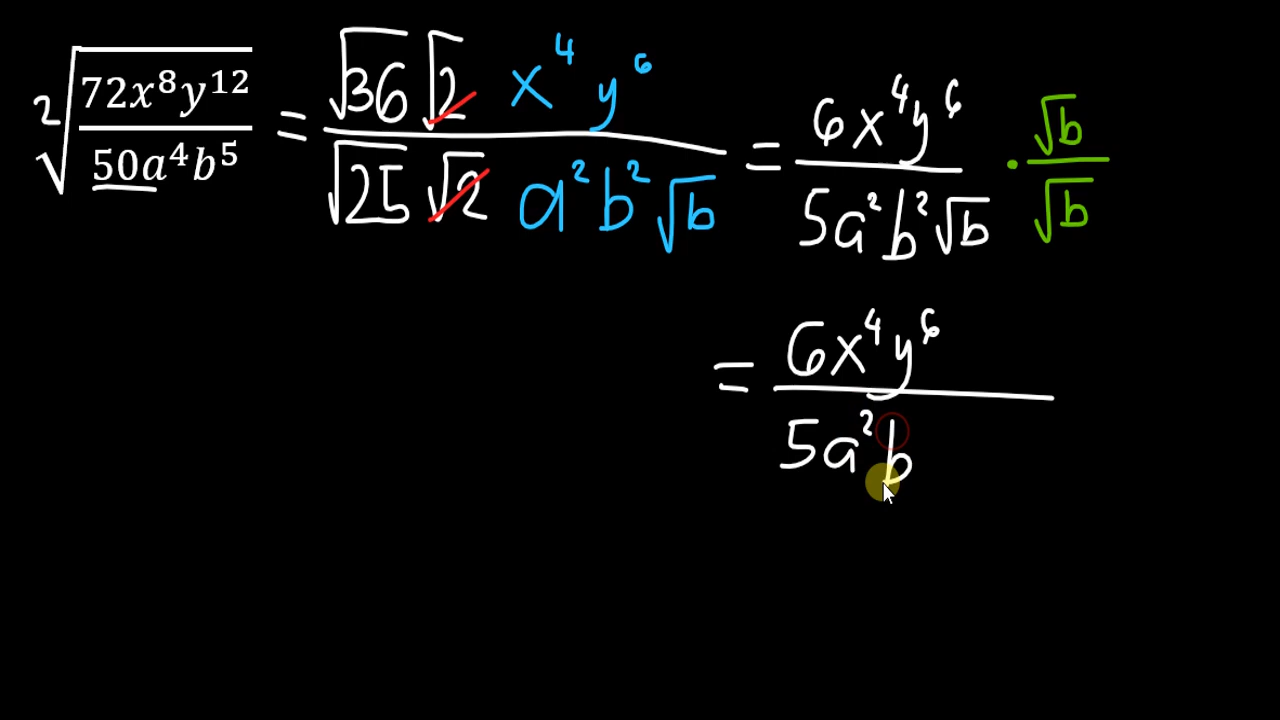 ²√(72x⁸y¹² / 50a⁴b⁵) = (√36 √2 x⁴ y⁶) / (√25 √2 a² b² √b) = (6x⁴y⁶) / (5a²b²√b) · √b / √b
= (6x⁴y⁶) / (5a²b)